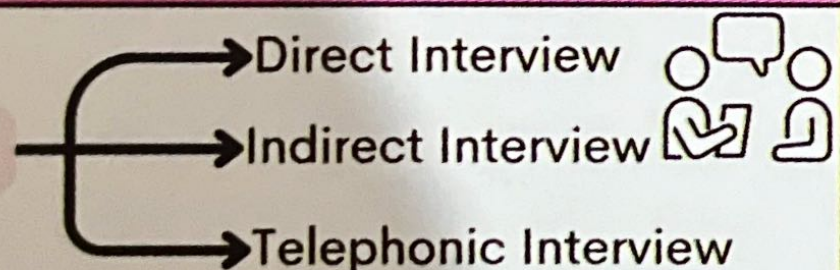 Direct Interview
Indirect Interview
Telephonic Interview